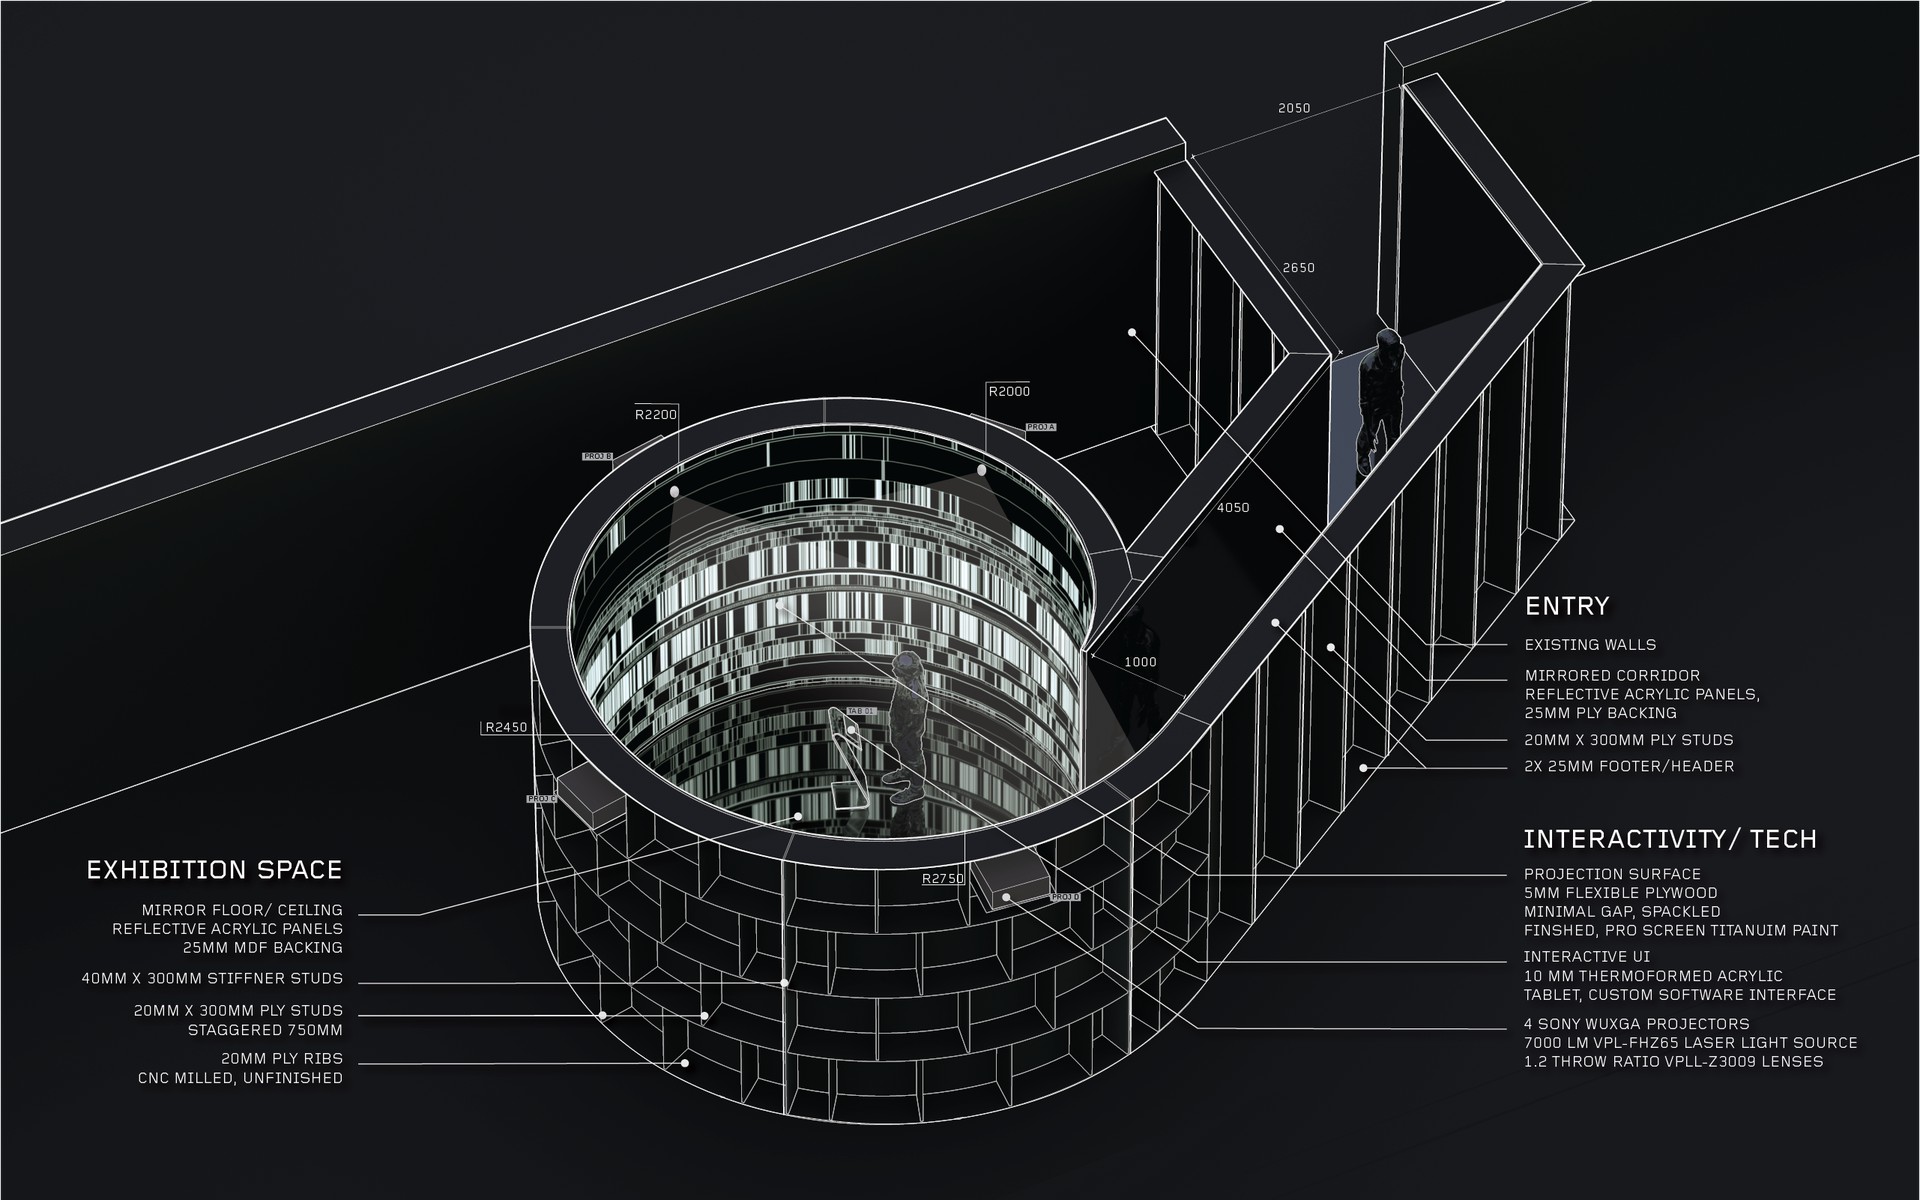 2050
2650
R2000
R2200
PROJ A
PROJ B
4050
1000
TAB 01
R2450
PROJ C
R2750
PROJ D
ENTRY
EXISTING WALLS
MIRRORED CORRIDOR
REFLECTIVE ACRYLIC PANELS,
25MM PLY BACKING
20MM X 300MM PLY STUDS
2X 25MM FOOTER/HEADER
INTERACTIVITY/ TECH
PROJECTION SURFACE
5MM FLEXIBLE PLYWOOD
MINIMAL GAP, SPACKLED
FINSHED, PRO SCREEN TITANUIM PAINT
INTERACTIVE UI
10 MM THERMOFORMED ACRYLIC
TABLET, CUSTOM SOFTWARE INTERFACE
4 SONY WUXGA PROJECTORS
7000 LM VPL-FHZ65 LASER LIGHT SOURCE
1.2 THROW RATIO VPLL-Z3009 LENSES
EXHIBITION SPACE
MIRROR FLOOR/ CEILING
REFLECTIVE ACRYLIC PANELS
25MM MDF BACKING
40MM X 300MM STIFFNER STUDS
20MM X 300MM PLY STUDS
STAGGERED 750MM
20MM PLY RIBS
CNC MILLED, UNFINISHED